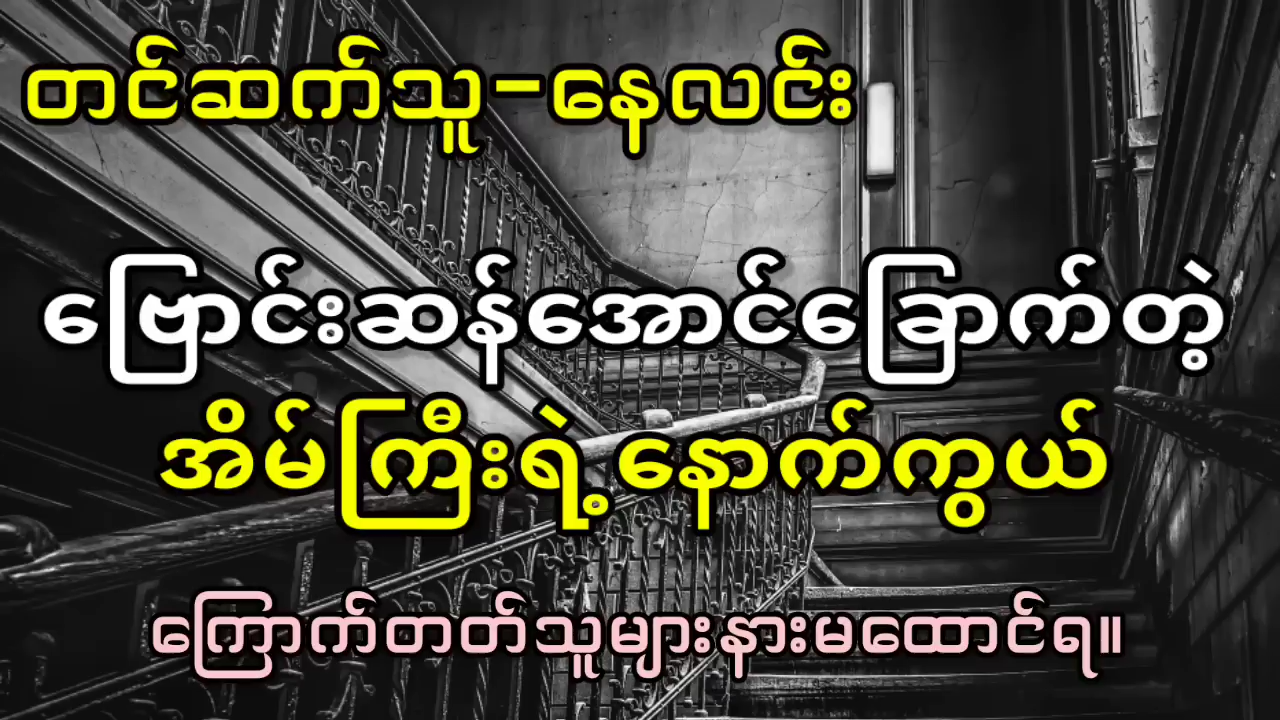 တင်ဆက်သူ-နေလင်း
ဗြောင်းဆန်အောင်ခြောက်တဲ့
အိမ်ကြီးရဲ့နောက်ကွယ်
ကြောက်တတ်သူများနားမထောင်ရ။